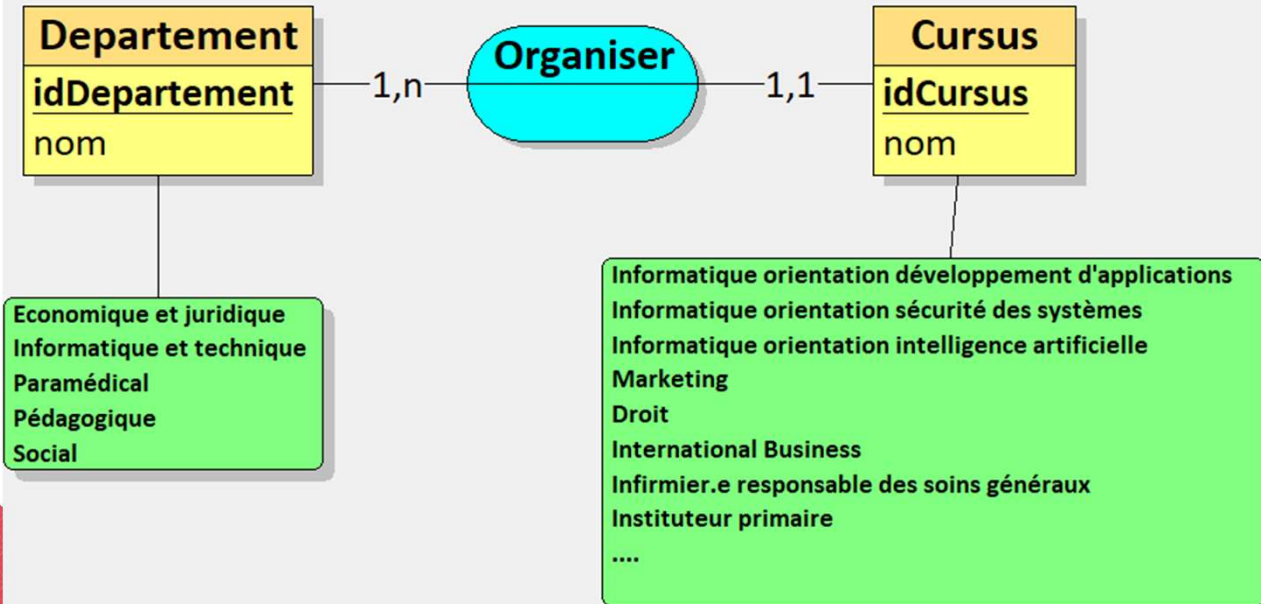 Departement
idDepartement
nom
1,n
Organiser
1,1
Cursus
idCursus
nom
Economique et juridique
Informatique et technique
Paramédical
Pédagogique
Social
Informatique orientation développement d'applications
Informatique orientation sécurité des systèmes
Informatique orientation intelligence artificielle
Marketing
Droit
International Business
Infirmier.e responsable des soins généraux
Instituteur primaire
....